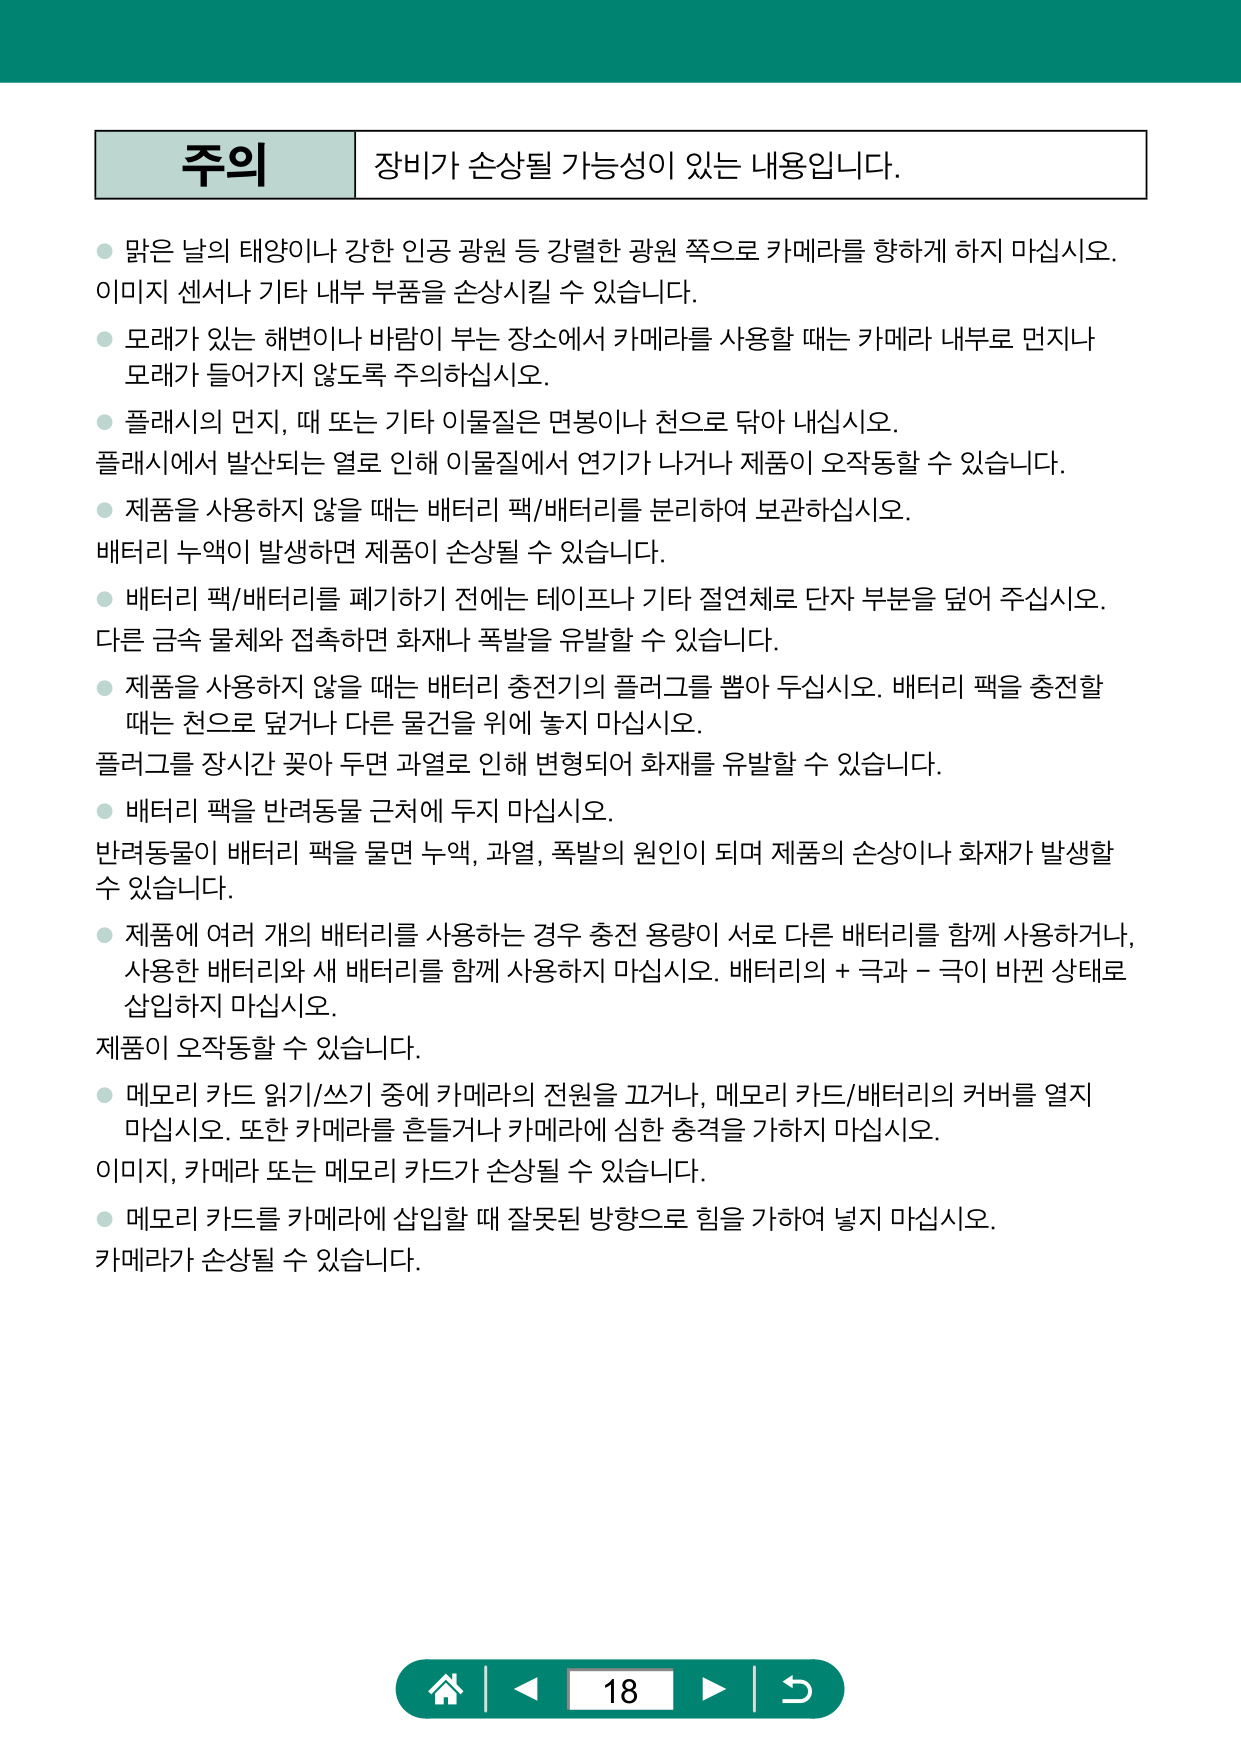 주의
장비가 손상될 가능성이 있는 내용입니다.
● 맑은 날의 태양이나 강한 인공 광원 등 강렬한 광원 쪽으로 카메라를 향하게 하지 마십시오.
이미지 센서나 기타 내부 부품을 손상시킬 수 있습니다.
● 모래가 있는 해변이나 바람이 부는 장소에서 카메라를 사용할 때는 카메라 내부로 먼지나
모래가 들어가지 않도록 주의하십시오.
● 플래시의 먼지, 때 또는 기타 이물질은 면봉이나 천으로 닦아 내십시오.
플래시에서 발산되는 열로 인해 이물질에서 연기가 나거나 제품이 오작동할 수 있습니다.
● 제품을 사용하지 않을 때는 배터리 팩/배터리를 분리하여 보관하십시오.
배터리 누액이 발생하면 제품이 손상될 수 있습니다.
● 배터리 팩/배터리를 폐기하기 전에는 테이프나 기타 절연체로 단자 부분을 덮어 주십시오.
다른 금속 물체와 접촉하면 화재나 폭발을 유발할 수 있습니다.
● 제품을 사용하지 않을 때는 배터리 충전기의 플러그를 뽑아 두십시오. 배터리 팩을 충전할
때는 천으로 덮거나 다른 물건을 위에 놓지 마십시오.
플러그를 장시간 꽂아 두면 과열로 인해 변형되어 화재를 유발할 수 있습니다.
● 배터리 팩을 반려동물 근처에 두지 마십시오.
반려동물이 배터리 팩을 물면 누액, 과열, 폭발의 원인이 되며 제품의 손상이나 화재가 발생할
수 있습니다.
● 제품에 여러 개의 배터리를 사용하는 경우 충전 용량이 서로 다른 배터리를 함께 사용하거나,
사용한 배터리와 새 배터리를 함께 사용하지 마십시오. 배터리의 + 극과 – 극이 바뀐 상태로
삽입하지 마십시오.
제품이 오작동할 수 있습니다.
● 메모리 카드 읽기/쓰기 중에 카메라의 전원을 끄거나, 메모리 카드/배터리의 커버를 열지
마십시오. 또한 카메라를 흔들거나 카메라에 심한 충격을 가하지 마십시오.
이미지, 카메라 또는 메모리 카드가 손상될 수 있습니다.
● 메모리 카드를 카메라에 삽입할 때 잘못된 방향으로 힘을 가하여 넣지 마십시오.
카메라가 손상될 수 있습니다.
18